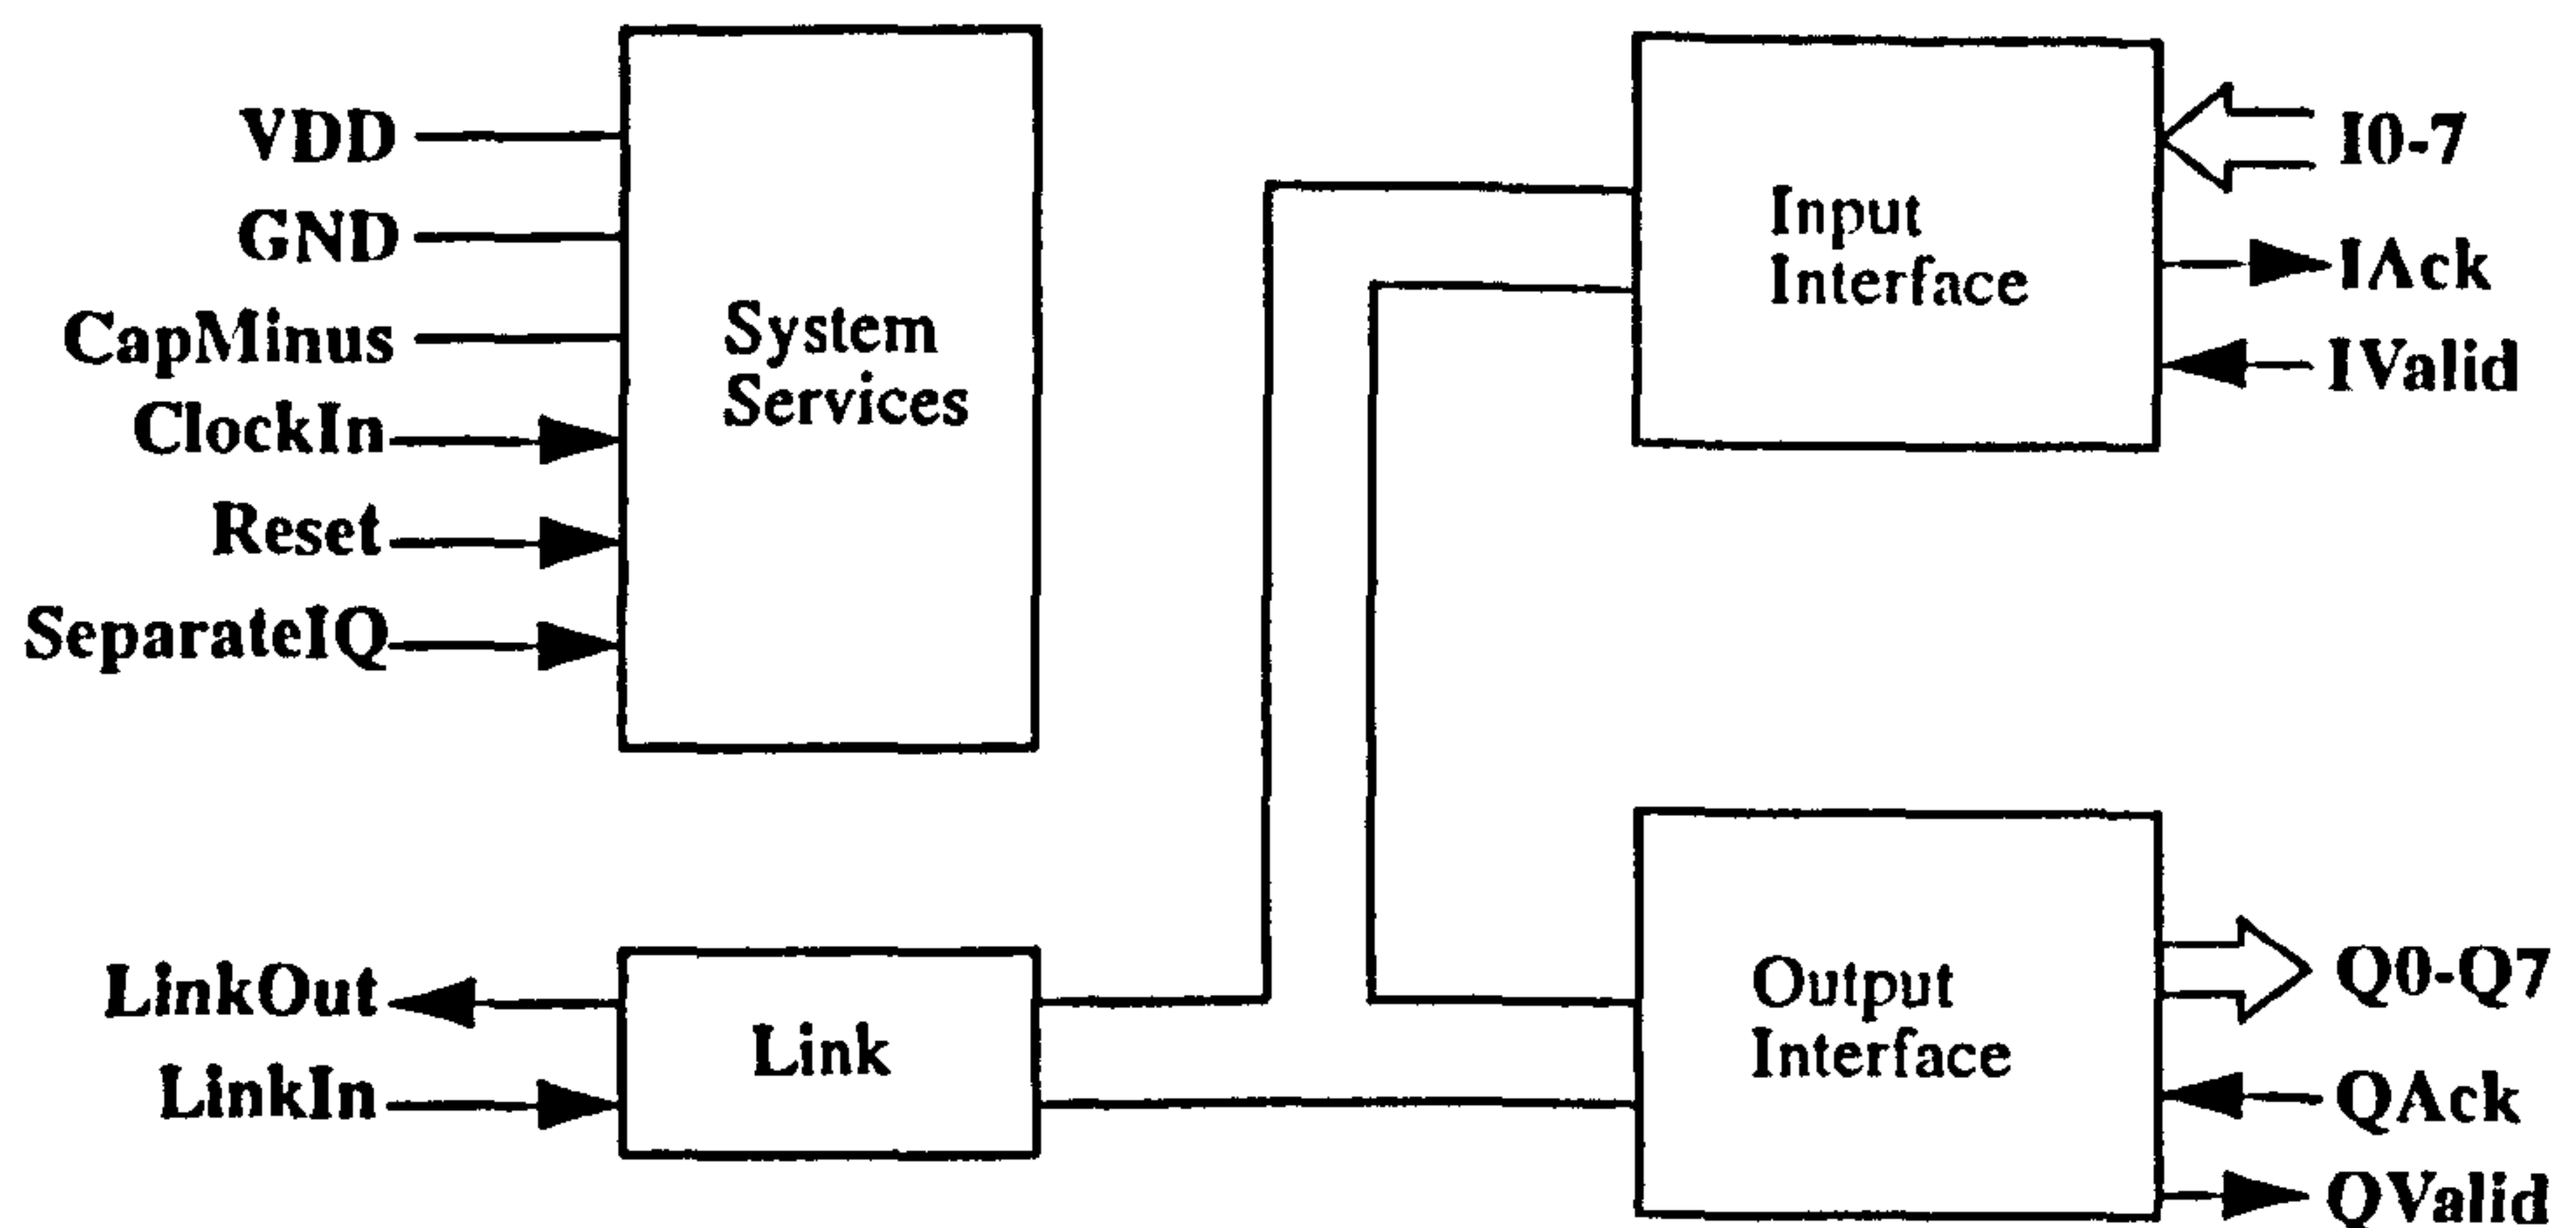 VDD
GND
CapMinus
ClockIn
Reset
SeparateIQ
System
Services
Input
Interface
I0-7
IAck
IValid
LinkOut
LinkIn
Link
Output
Interface
Q0-Q7
QAck
QValid